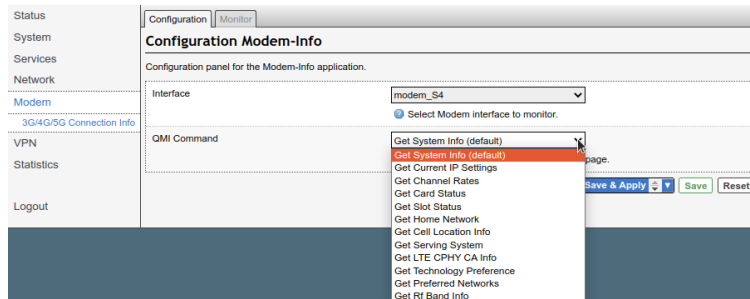 Status
System
Services
Network
Modem
3G/4G/5G Connection Info
VPN
Statistics
Logout
Configuration Monitor
Configuration Modem-Info
Configuration panel for the Modem-Info application.
Interface modem_S4
Select Modem interface to monitor.
QMI Command Get System Info (default)
page.
Get System Info (default)
Get Current IP Settings
Get Channel Rates
Get Card Status
Get Slot Status
Get Home Network
Get Cell Location Info
Get Serving System
Get LTE CPHY CA Info
Get Technology Preference
Get Preferred Networks
Get Rf Band Info
Save & Apply Save Reset